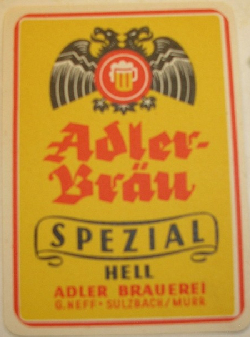 Adler-
Bräu
SPEZIAL
HELL
ADLER BRAUEREI
G. NEFF • SULZBACH/MURR